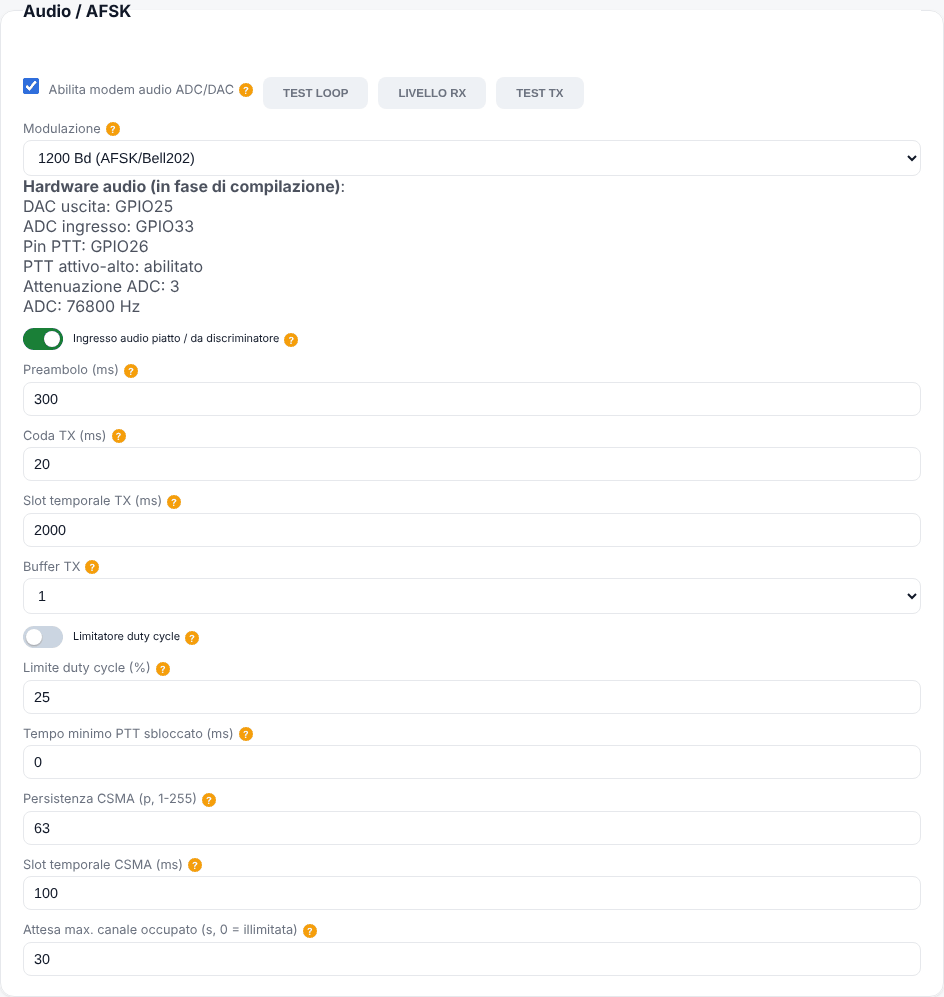 Audio / AFSK
Abilita modem audio ADC/DAC ? TEST LOOP LIVELLO RX TEST TX
Modulazione ?
1200 Bd (AFSK/Bell202)
Hardware audio (in fase di compilazione):
DAC uscita: GPIO25
ADC ingresso: GPIO33
Pin PTT: GPIO26
PTT attivo-alto: abilitato
Attenuazione ADC: 3
ADC: 76800 Hz
Ingresso audio piatto / da discriminatore ?
Preambolo (ms) ?
300
Coda TX (ms) ?
20
Slot temporale TX (ms) ?
2000
Buffer TX ?
1
Limitatore duty cycle ?
Limite duty cycle (%) ?
25
Tempo minimo PTT sbloccato (ms) ?
0
Persistenza CSMA (p, 1-255) ?
63
Slot temporale CSMA (ms) ?
100
Attesa max. canale occupato (s, 0 = illimitata) ?
30